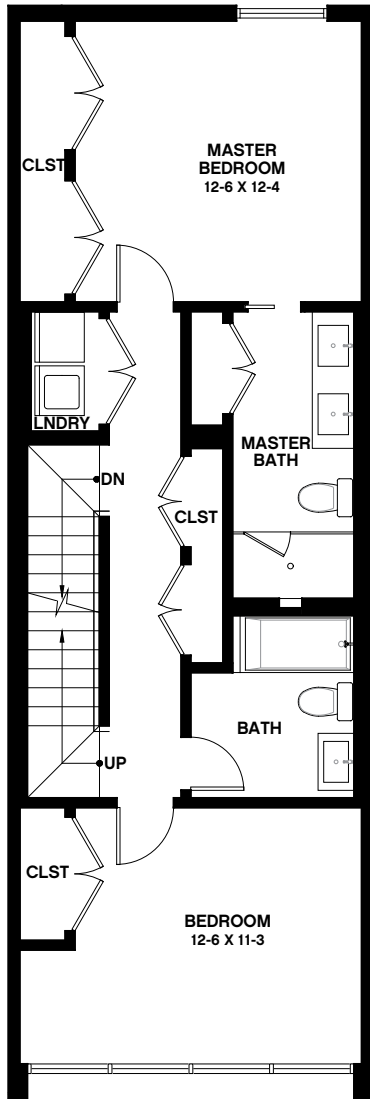 MASTER
BEDROOM
12-6 X 12-4
CLST
LNDRY
MASTER
BATH
DN
CLST
BATH
UP
CLST
BEDROOM
12-6 X 11-3